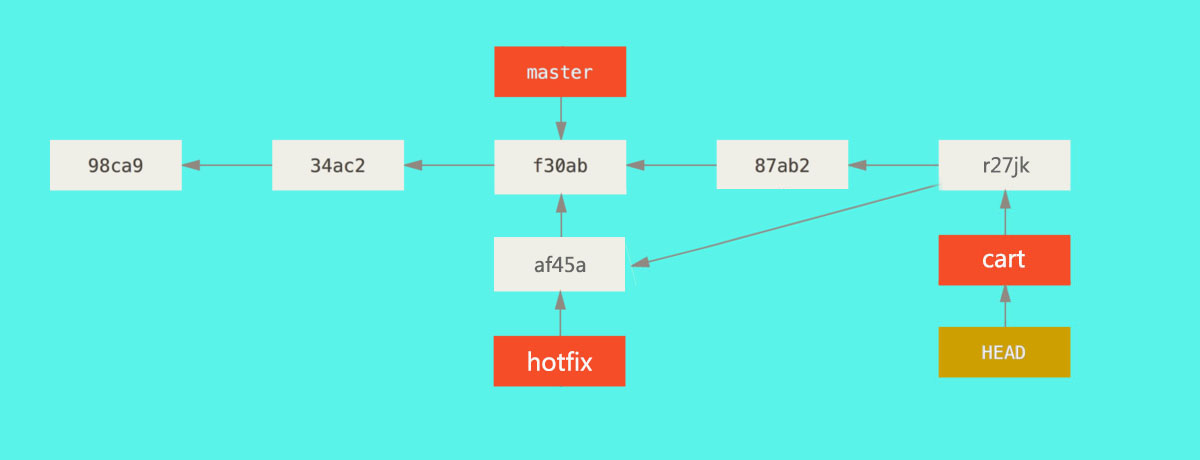 master
98ca9
34ac2
f30ab
87ab2
r27jk
af45a
cart
hotfix
HEAD